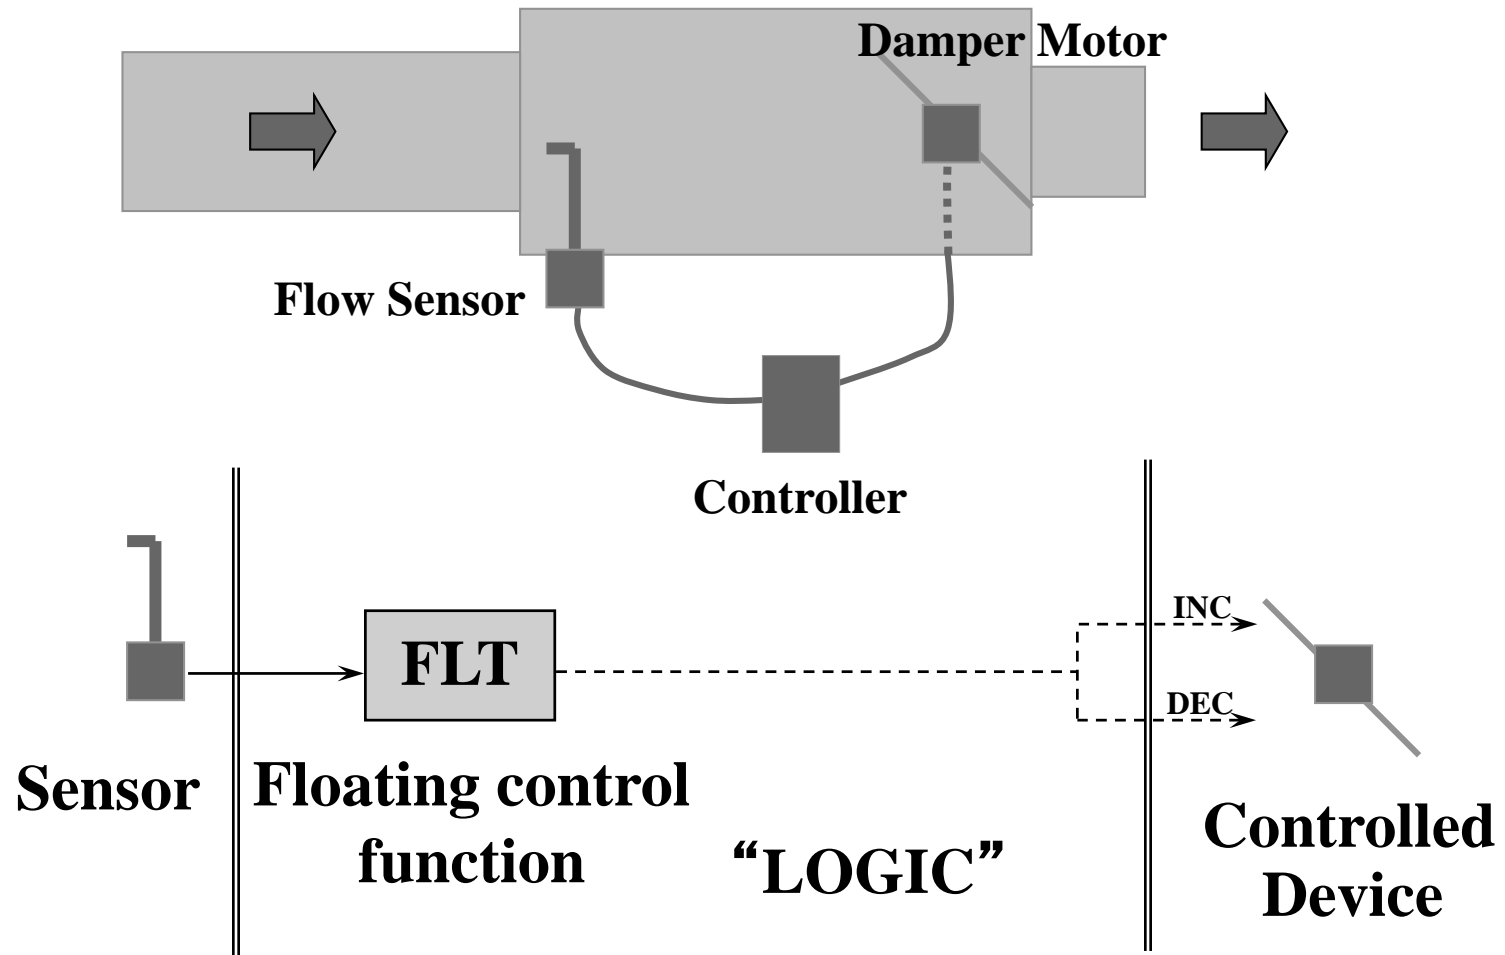 Damper Motor
Flow Sensor
Controller
INC
FLT
DEC
Sensor
Floating control
function
“LOGIC”
Controlled
Device